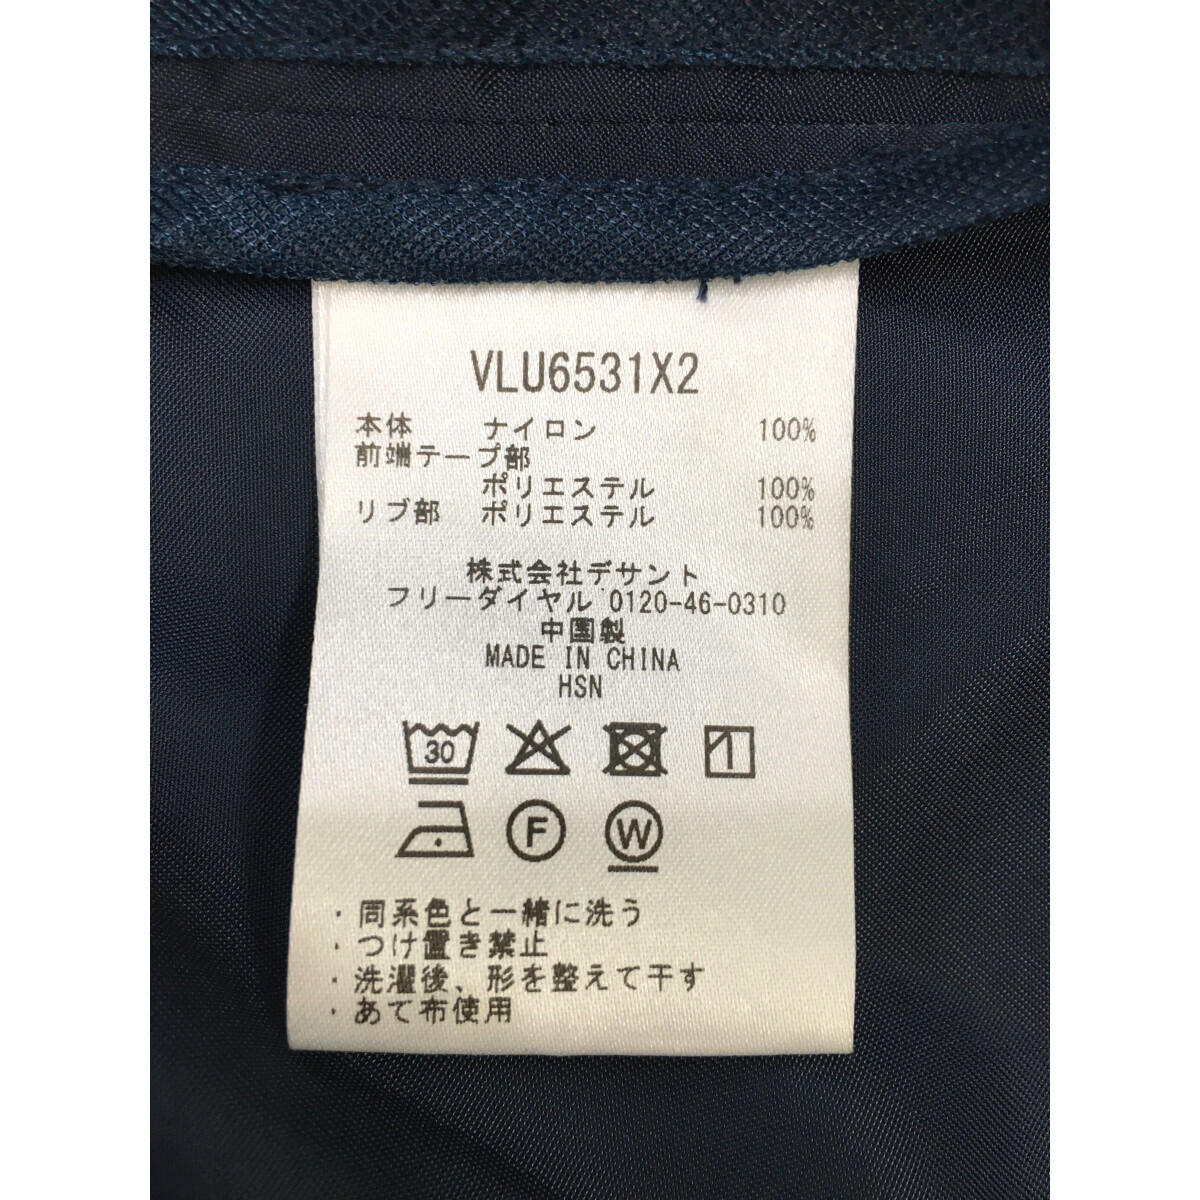 VLU6531X2
本体 ナイロン 100%
前端テープ部
ポリエステル 100%
リブ部 ポリエステル 100%
株式会社デサント
フリーダイヤル 0120-46-0310
中国製
MADE IN CHINA
HSN
30
F W
・同系色と一緒に洗う
・つけ置き禁止
・洗濯後、形を整えて干す
・あて布使用